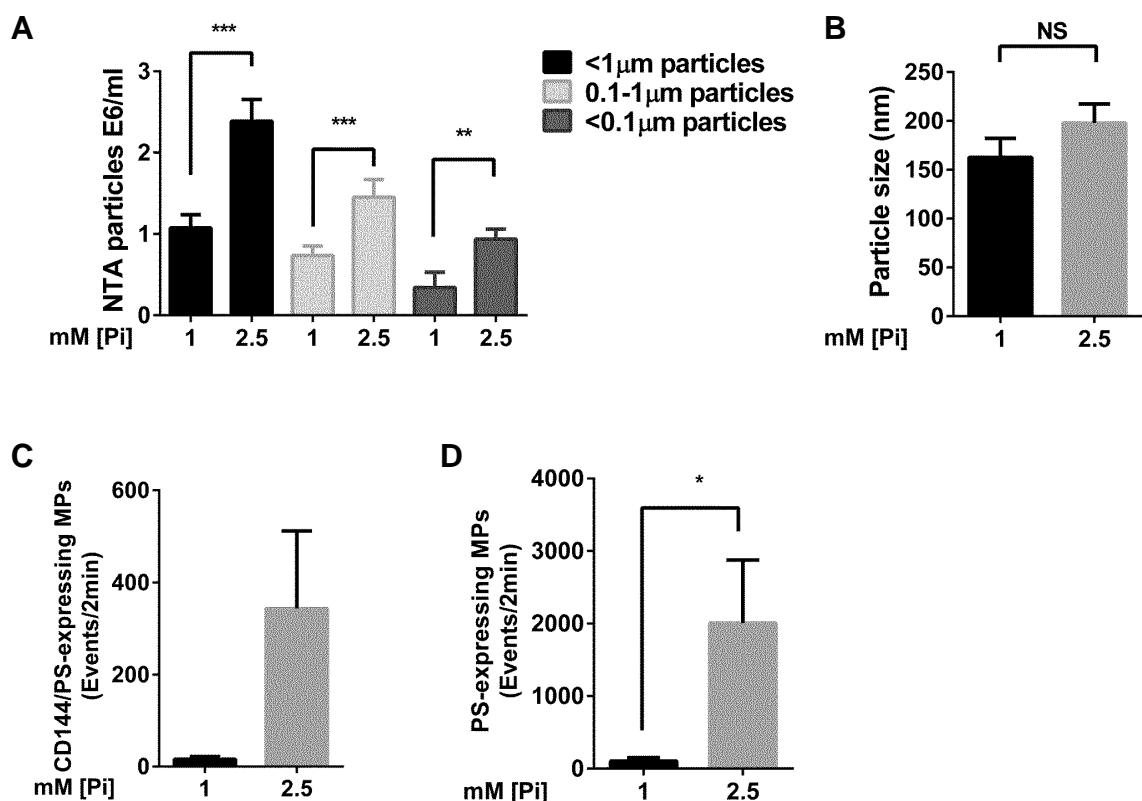 A
NTA particles E6/ml
3
2
1
0
***
***
**
mM [Pi]
1
2.5
1
2.5
1
2.5
<1μm particles
0.1-1μm particles
<0.1μm particles
B
NS
Particle size (nm)
250
200
150
100
50
0
mM [Pi]
1
2.5
C
CD144/PS-expressing MPs
(Events/2min)
600
400
200
0
mM [Pi]
1
2.5
D
PS-expressing MPs
(Events/2min)
4000
3000
2000
1000
0
*
mM [Pi]
1
2.5